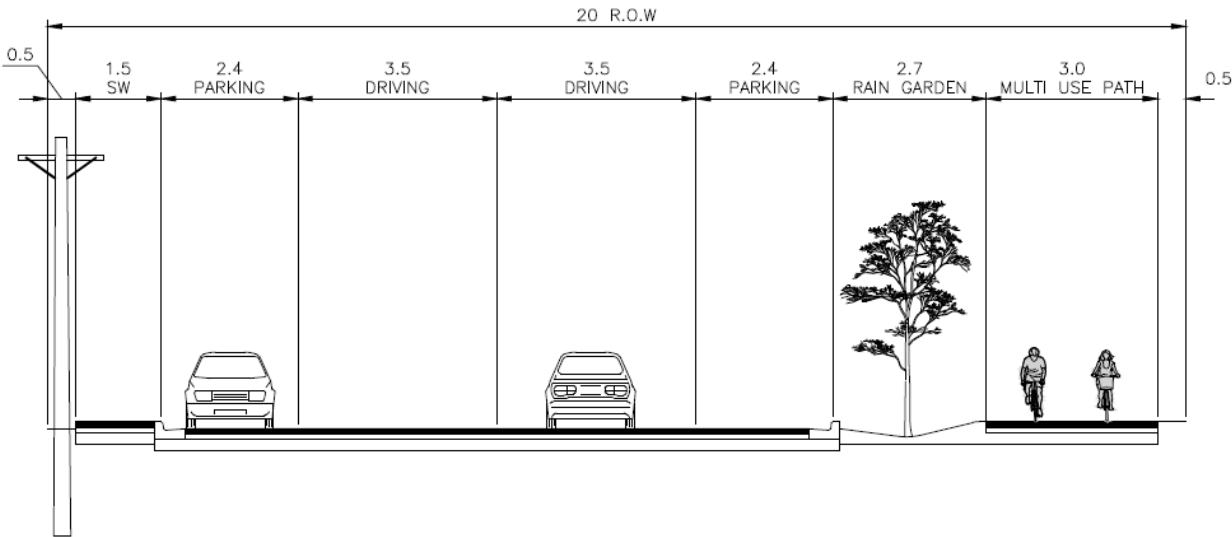 20 R.O.W
0.5
1.5
SW
2.4
PARKING
3.5
DRIVING
3.5
DRIVING
2.4
PARKING
2.7
RAIN GARDEN
3.0
MULTI USE PATH
0.5